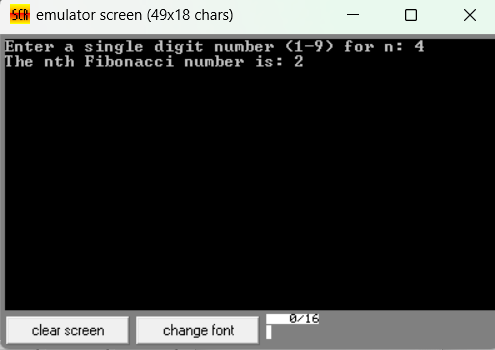 SCR emulator screen (49x18 chars)
Enter a single digit number (1-9) for n: 4
The nth Fibonacci number is: 2
clear screen change font 0/16